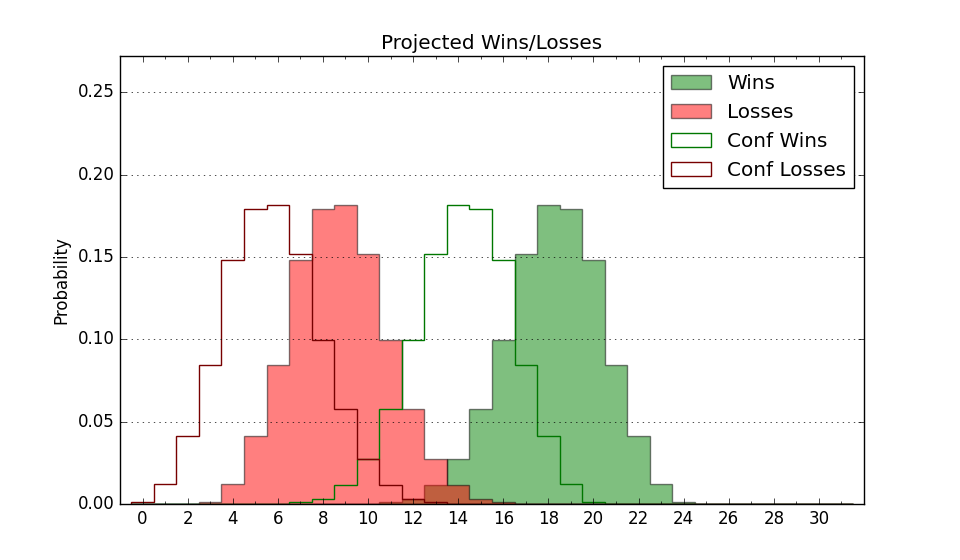 Projected Wins/Losses
Wins
Losses
Conf Wins
Conf Losses
Probability
0.25
0.20
0.15
0.10
0.05
0.00
0 2 4 6 8 10 12 14 16 18 20 22 24 26 28 30